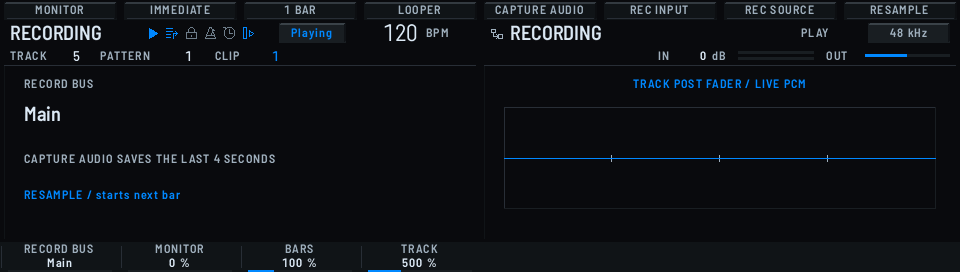 MONITOR IMMEDIATE 1 BAR LOOPER CAPTURE AUDIO REC INPUT REC SOURCE RESAMPLE
RECORDING Playing 120 BPM RECORDING PLAY 48 kHz
TRACK 5 PATTERN 1 CLIP 1 IN 0 dB OUT
RECORD BUS
Main
CAPTURE AUDIO SAVES THE LAST 4 SECONDS
RESAMPLE / starts next bar
TRACK POST FADER / LIVE PCM
RECORD BUS MONITOR BARS TRACK
Main 0 % 100 % 500 %